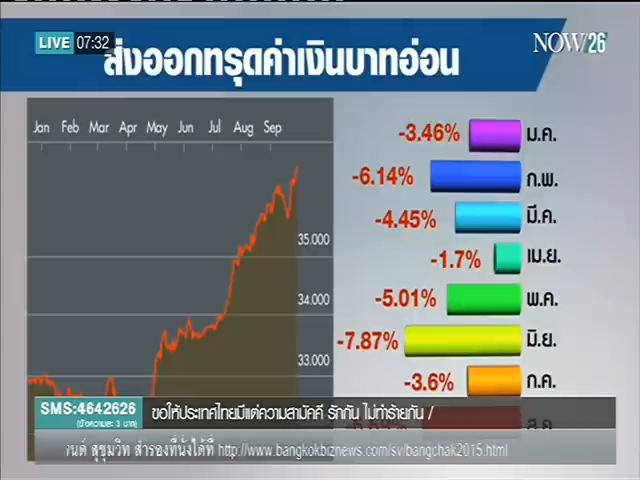 LIVE 07:32
NOW 26
ส่งออกทรุดค่าเงินบาทอ่อน
Jan Feb Mar Apr May Jun Jul Aug Sep
35.000
34.000
33.000
-3.46% ม.ค.
-6.14% ก.พ.
-4.45% มี.ค.
-1.7% เม.ย.
-5.01% พ.ค.
-7.87% มิ.ย.
-3.6% ก.ค.
ส.ค.
SMS:4642626 ขอให้ประเทศไทยมีแต่ความสามัคคี รักกัน ไม่ทำร้ายกัน /
(ข้อความละ 3 บาท)
สุขุมวิท สำรองที่นั่งได้ที่ http://www.bangkokbiznews.com/sv/bangchak2015.html